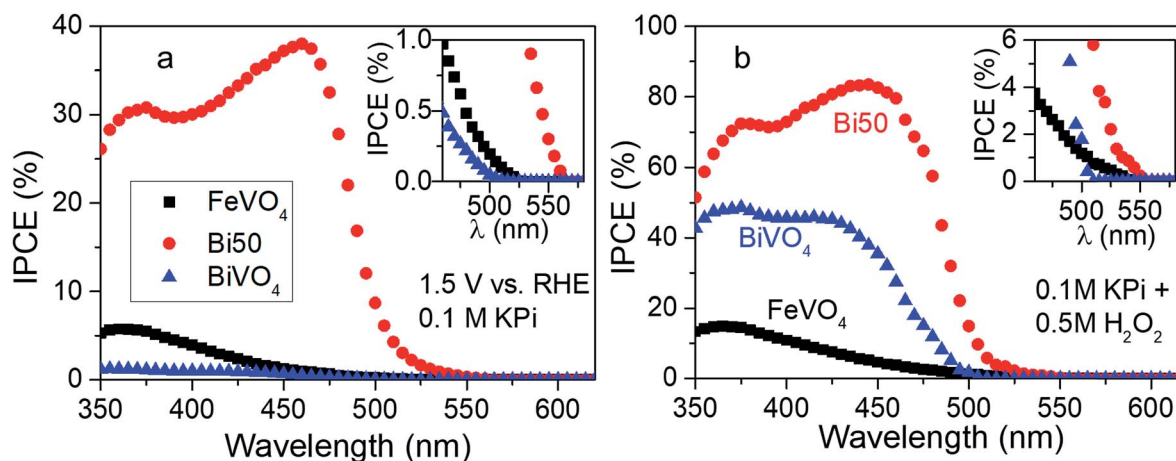 a
IPCE (%)
40
30
20
10
0
350
400
450
500
550
600
Wavelength (nm)
FeVO₄
Bi50
BiVO₄
IPCE (%)
1.0
0.5
0.0
500
550
λ (nm)
1.5 V vs. RHE
0.1 M KPi
b
IPCE (%)
100
80
60
40
20
0
350
400
450
500
550
600
Wavelength (nm)
Bi50
BiVO₄
FeVO₄
IPCE (%)
6
4
2
0
500
550
λ (nm)
0.1M KPi +
0.5M H₂O₂